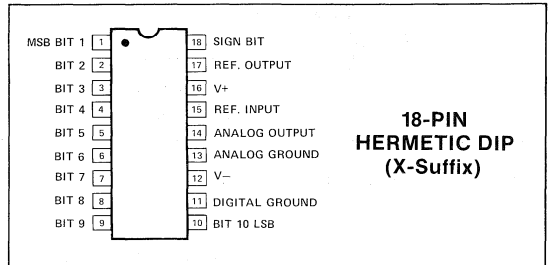 MSB BIT 1 1 18 SIGN BIT
BIT 2 2 17 REF. OUTPUT
BIT 3 3 16 V+
BIT 4 4 15 REF. INPUT
BIT 5 5 14 ANALOG OUTPUT
BIT 6 6 13 ANALOG GROUND
BIT 7 7 12 V−
BIT 8 8 11 DIGITAL GROUND
BIT 9 9 10 BIT 10 LSB
18-PIN
HERMETIC DIP
(X-Suffix)